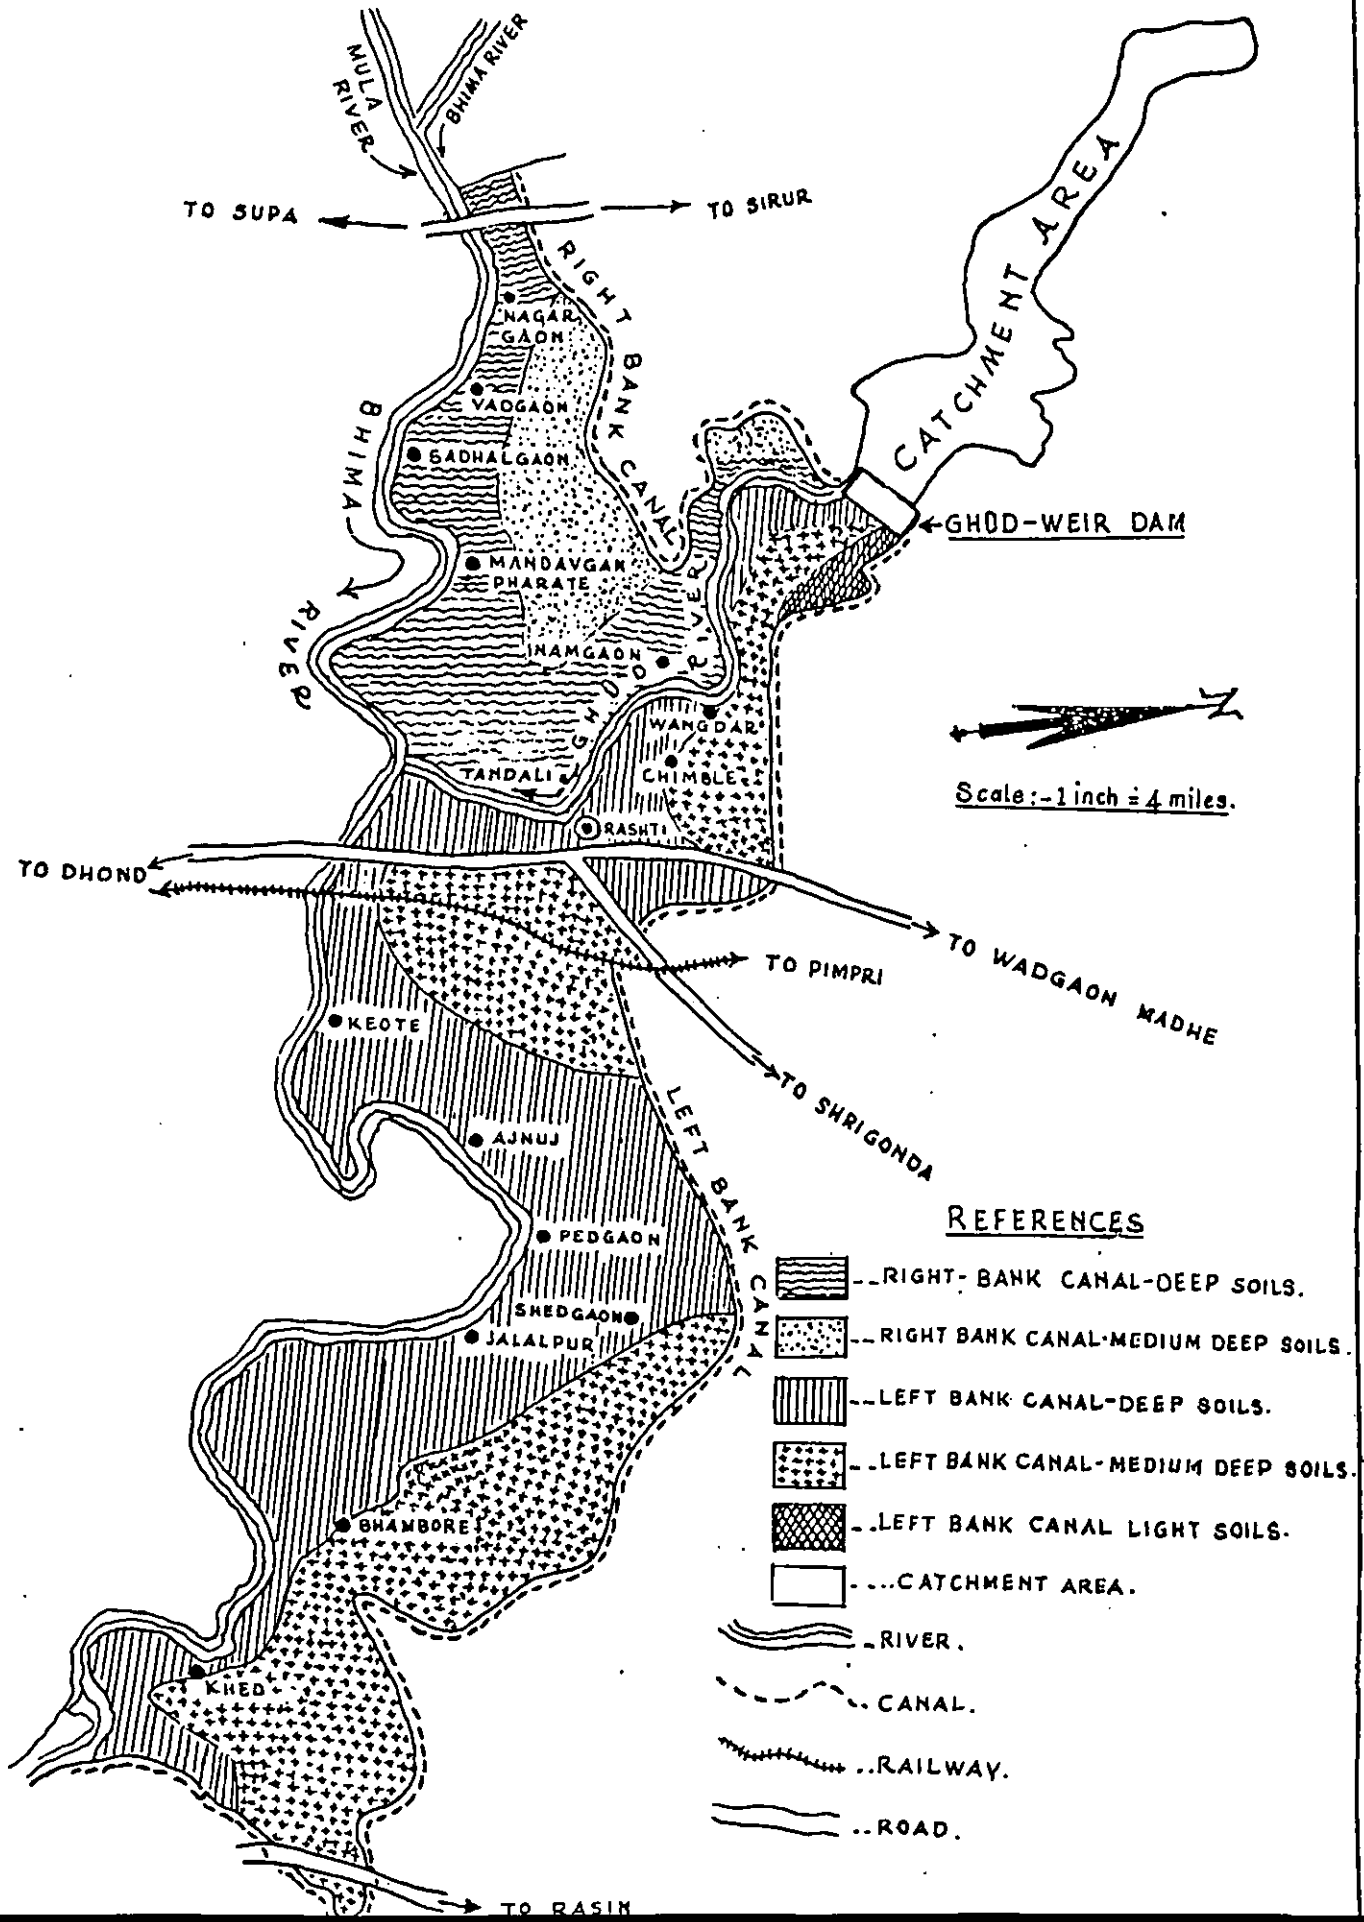 MULA
RIVER
BHIMA RIVER
TO SUPA
TO SIRUR
RIGHT BANK CANAL
CATCHMENT AREA
NAGAR
GAON
VADGAON
SADHALGAON
BHIMA
RIVER
MANDAVGAN
PHARATE
GHOD-WEIR DAM
INAMGAON
GHOD RIVER
WANGDARI
CHIMBLE
TANDALI
RASHTI
Scale:-1 inch = 4 miles.
TO DHOND
TO WADGAON MADHE
TO PIMPRI
KEOTE
TO SHRIGONDA
LEFT BANK CANAL
AJNUJ
PEDGAON
SHEDGAON
JALALPUR
BHAMBORE
KHED
TO RASIN
REFERENCES
RIGHT-BANK CANAL-DEEP SOILS.
RIGHT BANK CANAL-MEDIUM DEEP SOILS.
LEFT BANK CANAL-DEEP SOILS.
LEFT BANK CANAL-MEDIUM DEEP SOILS.
LEFT BANK CANAL LIGHT SOILS.
CATCHMENT AREA.
RIVER.
CANAL.
RAILWAY.
ROAD.